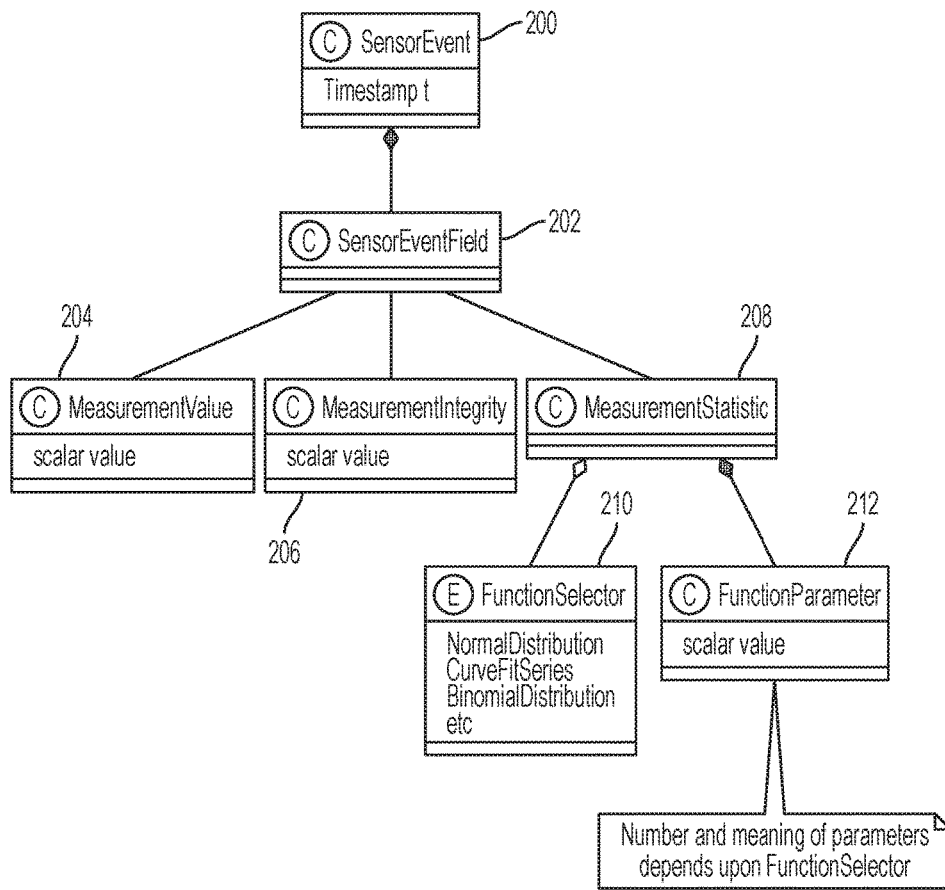 200
C SensorEvent
Timestamp t
202
C SensorEventField
204
208
C MeasurementValue
scalar value
C MeasurementIntegrity
scalar value
C MeasurementStatistic
206
210
212
E FunctionSelector
NormalDistribution
CurveFitSeries
BinomialDistribution
etc
C FunctionParameter
scalar value
Number and meaning of parameters
depends upon FunctionSelector